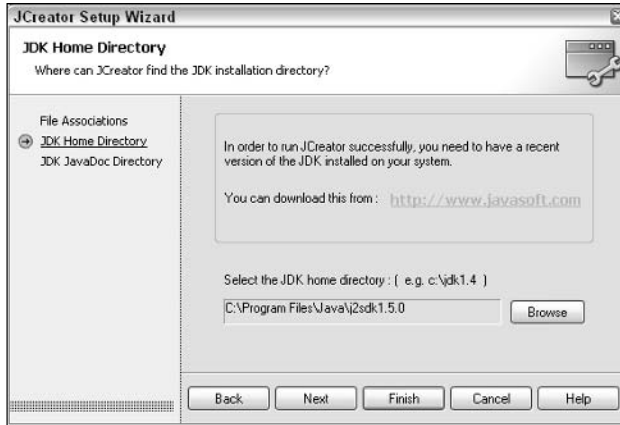 JCreator Setup Wizard
JDK Home Directory
Where can JCreator find the JDK installation directory?
File Associations
JDK Home Directory
JDK JavaDoc Directory
In order to run JCreator successfully, you need to have a recent
version of the JDK installed on your system.
You can download this from : http://www.javasoft.com
Select the JDK home directory : ( e.g. c:\jdk1.4 )
C:\Program Files\Java\j2sdk1.5.0
Browse
Back Next Finish Cancel Help